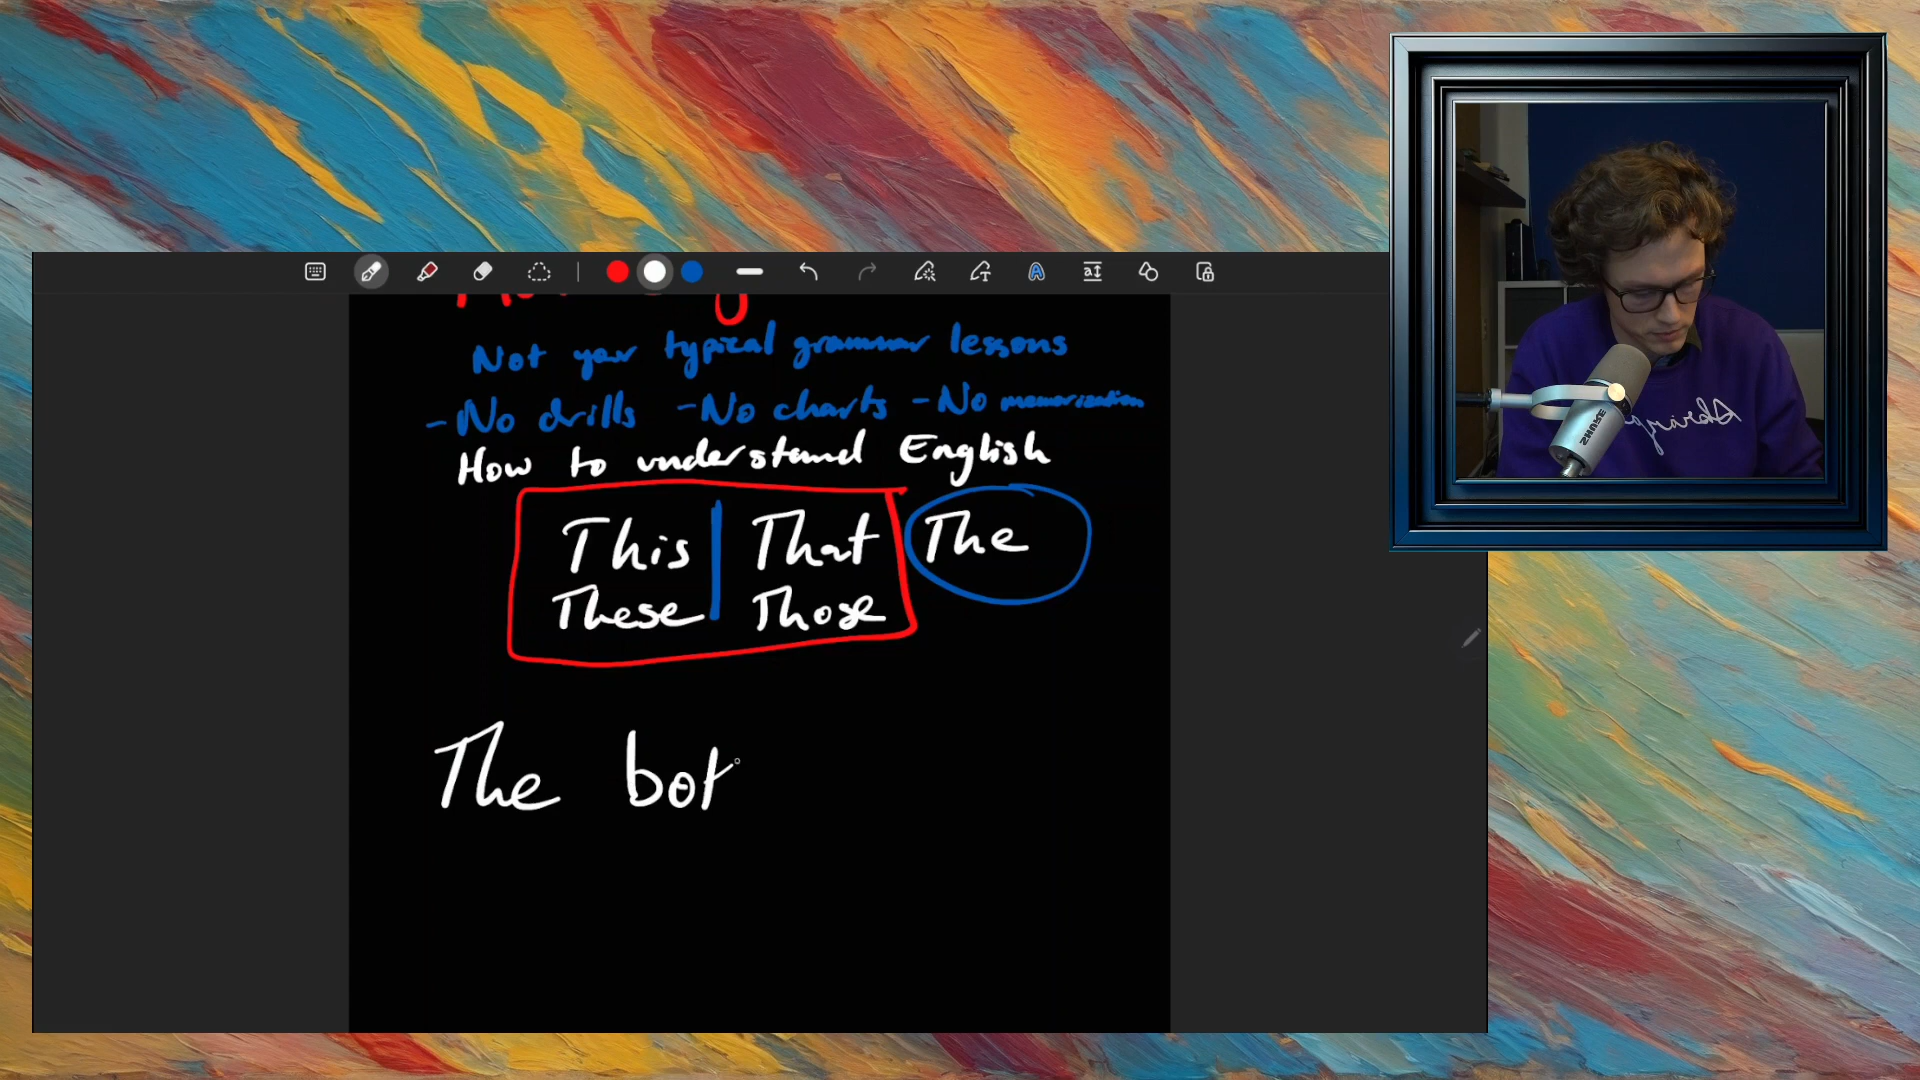 Not your typical grammar lessons
- No drills - No charts - No memorization
How to understand English
This | That The
These Those
The bot
SHURE